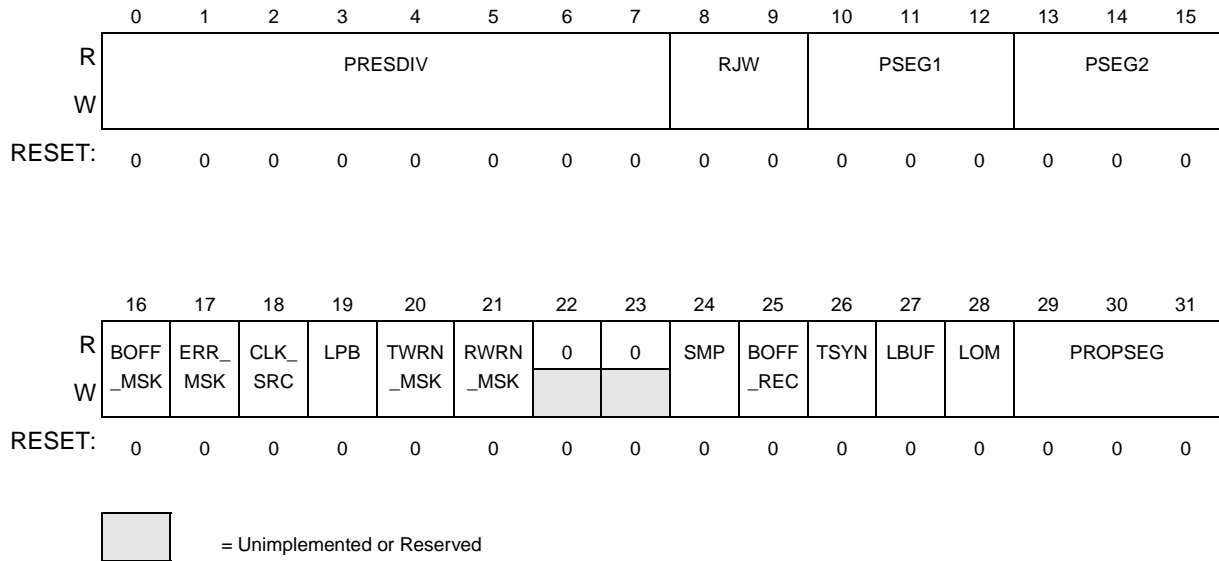 0 1 2 3 4 5 6 7 8 9 10 11 12 13 14 15
R PRESDIV RJW PSEG1 PSEG2
W
RESET: 0 0 0 0 0 0 0 0 0 0 0 0 0 0 0 0
16 17 18 19 20 21 22 23 24 25 26 27 28 29 30 31
R BOFF ERR_ CLK_ LPB TWRN RWRN 0 0 SMP BOFF TSYN LBUF LOM PROPSEG
W _MSK MSK SRC _MSK _MSK _REC
RESET: 0 0 0 0 0 0 0 0 0 0 0 0 0 0 0 0
= Unimplemented or Reserved